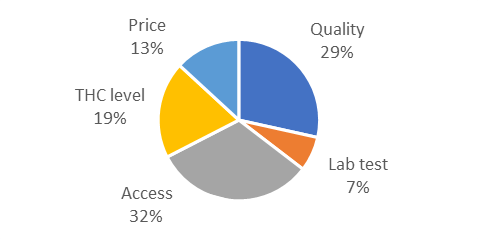 Price
13%
Quality
29%
THC level
19%
Lab test
7%
Access
32%